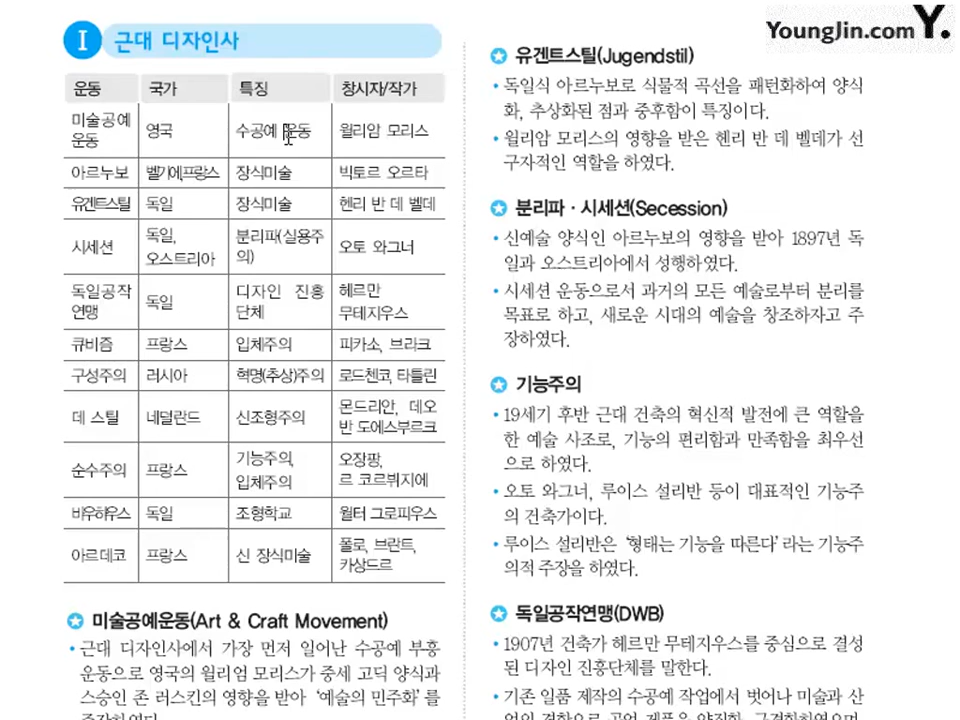 YoungJin.com Y.
I 근대 디자인사
운동 국가 특징 창시자/작가
미술공예
운동 영국 수공예 운동 윌리암 모리스
아르누보 벨기에,프랑스 장식미술 빅토르 오르타
유겐트스틸 독일 장식미술 헨리 반 데 벨데
시세션 독일,
오스트리아 분리파(실용주
의) 오토 와그너
독일공작
연맹 독일 디자인 진흥
단체 헤르만
무테지우스
큐비즘 프랑스 입체주의 피카소, 브라크
구성주의 러시아 혁명(추상)주의 로드첸코, 타틀린
데 스틸 네덜란드 신조형주의 몬드리안, 데오
반 도에스부르크
순수주의 프랑스 기능주의,
입체주의 오장팡,
르 코르뷔지에
바우하우스 독일 조형학교 월터 그로피우스
아르데코 프랑스 신 장식미술 폴로, 브란트,
카상드르
미술공예운동(Art & Craft Movement)
• 근대 디자인사에서 가장 먼저 일어난 수공예 부흥
운동으로 영국의 윌리엄 모리스가 중세 고딕 양식과
스승인 존 러스킨의 영향을 받아 ‘예술의 민주화’를
주장하였다.
유겐트스틸(Jugendstil)
• 독일식 아르누보로 식물적 곡선을 패턴화하여 양식
화, 추상화된 점과 중후함이 특징이다.
• 윌리암 모리스의 영향을 받은 헨리 반 데 벨데가 선
구자적인 역할을 하였다.
분리파 · 시세션(Secession)
• 신예술 양식인 아르누보의 영향을 받아 1897년 독
일과 오스트리아에서 성행하였다.
• 시세션 운동으로서 과거의 모든 예술로부터 분리를
목표로 하고, 새로운 시대의 예술을 창조하자고 주
장하였다.
기능주의
• 19세기 후반 근대 건축의 혁신적 발전에 큰 역할을
한 예술 사조로, 기능의 편리함과 만족함을 최우선
으로 하였다.
• 오토 와그너, 루이스 설리반 등이 대표적인 기능주
의 건축가이다.
• 루이스 설리반은 ‘형태는 기능을 따른다’라는 기능주
의적 주장을 하였다.
독일공작연맹(DWB)
• 1907년 건축가 헤르만 무테지우스를 중심으로 결성
된 디자인 진흥단체를 말한다.
• 기존 일품 제작의 수공예 작업에서 벗어나 미술과 산
업의 결합으로 공업 제품을 양질화, 규격화하였으며,